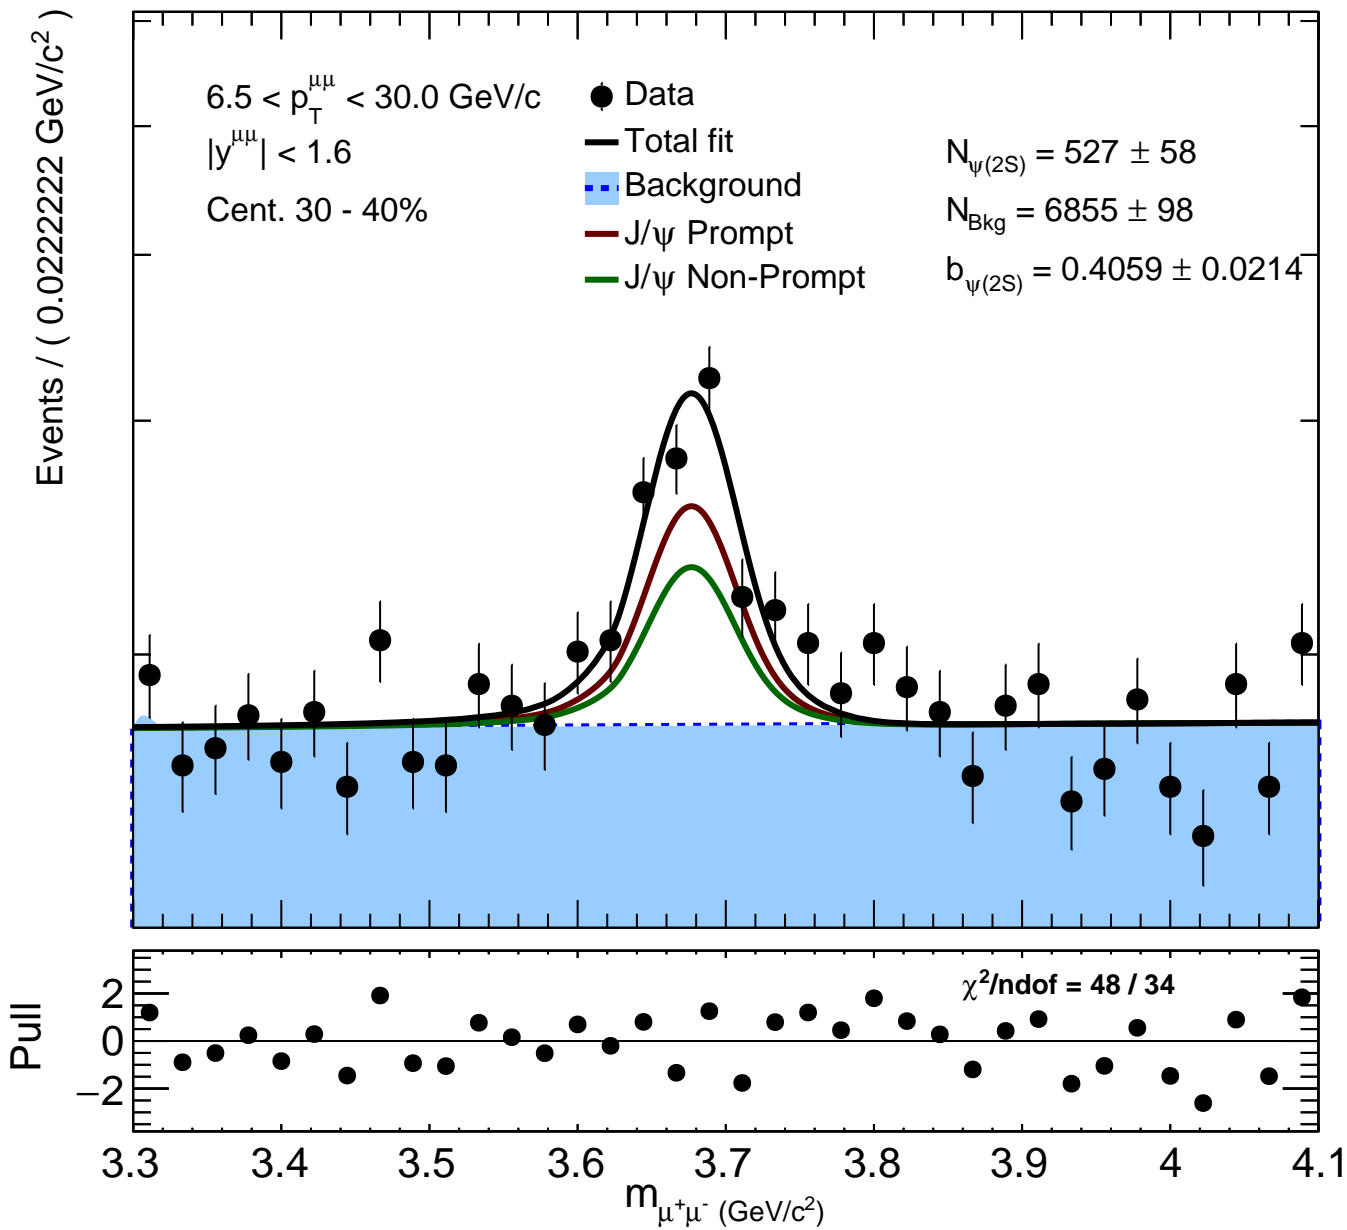 Events / ( 0.0222222 GeV/c²)
6.5 < p_T^μμ < 30.0 GeV/c
|y^μμ| < 1.6
Cent. 30 - 40%
Data
Total fit
Background
J/ψ Prompt
J/ψ Non-Prompt
N_ψ(2S) = 527 ± 58
N_Bkg = 6855 ± 98
b_ψ(2S) = 0.4059 ± 0.0214
Pull
2
0
−2
χ²/ndof = 48 / 34
3.3 3.4 3.5 3.6 3.7 3.8 3.9 4 4.1
m_μ⁺μ⁻ (GeV/c²)